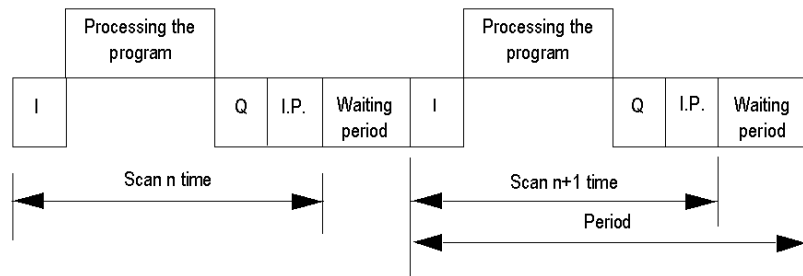 Processing the
program
Processing the
program
I
Q
I.P.
Waiting
period
I
Q
I.P.
Waiting
period
Scan n time
Scan n+1 time
Period